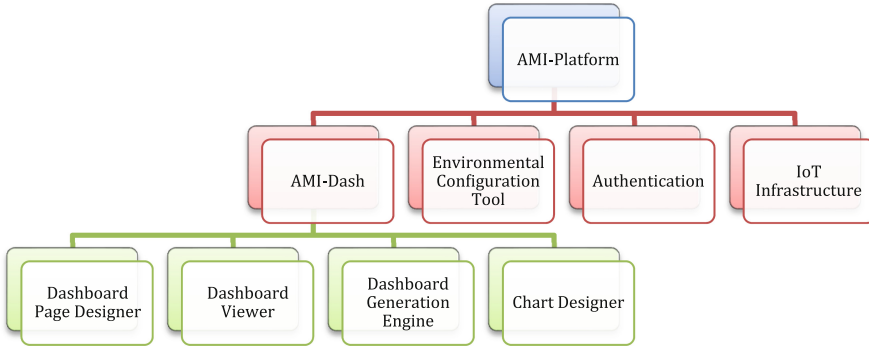 AMI-Platform
AMI-Dash
Environmental
Configuration
Tool
Authentication
IoT
Infrastructure
Dashboard
Page Designer
Dashboard
Viewer
Dashboard
Generation
Engine
Chart Designer